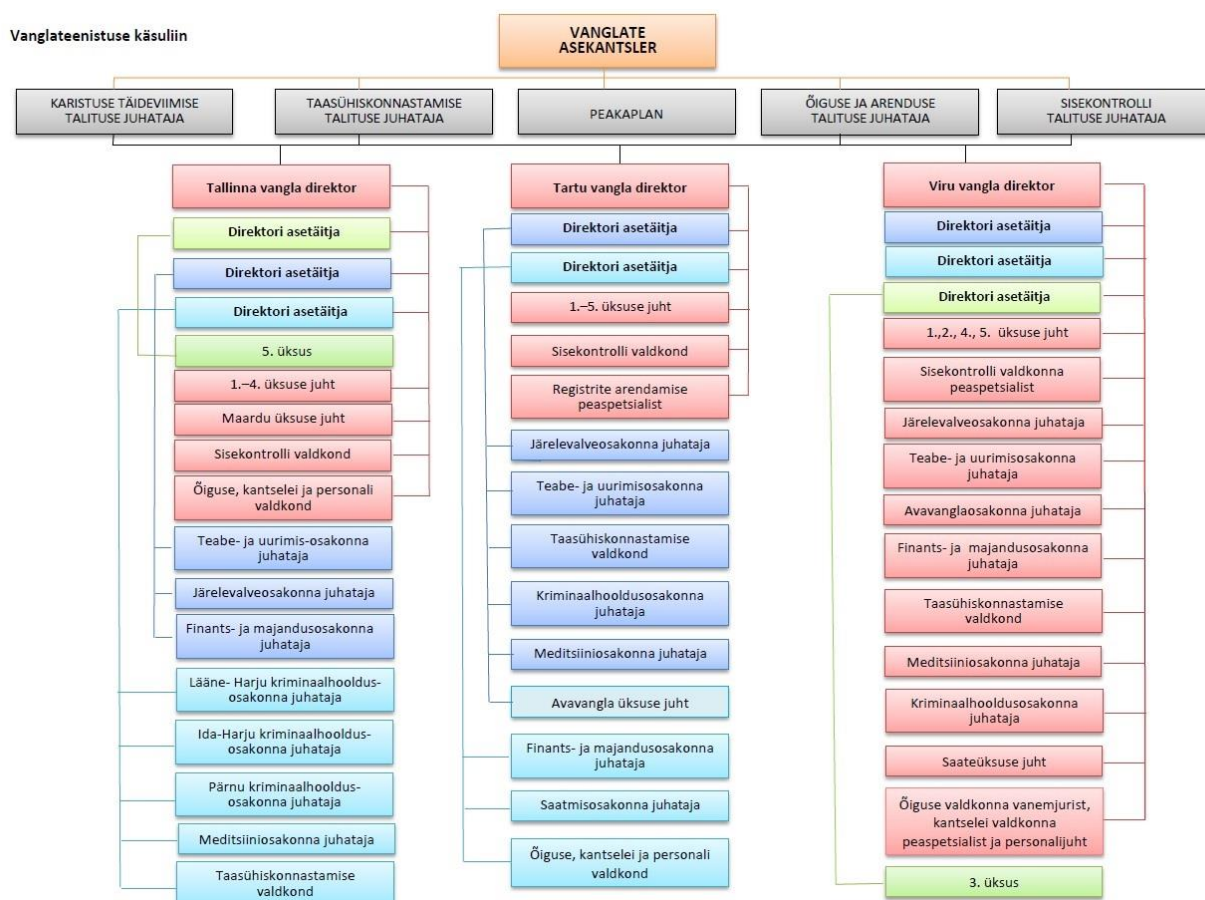 Vanglateenistuse käsuliin
VANGLATE
ASEKANTSLER
KARISTUSE TÄIDEVIIMISE
TALITUSE JUHATAJA
TAASÜHISKONNASTAMISE
TALITUSE JUHATAJA
PEAKAPLAN
ÕIGUSE JA ARENDUSE
TALITUSE JUHATAJA
SISEKONTROLLI
TALITUSE JUHATAJA
Tallinna vangla direktor
Direktori asetäitja
Direktori asetäitja
Direktori asetäitja
5. üksus
1.–4. üksuse juht
Maardu üksuse juht
Sisekontrolli valdkond
Õiguse, kantselei ja personali
valdkond
Teabe- ja uurimis-osakonna
juhataja
Järelevalveosakonna juhataja
Finants- ja majandusosakonna
juhataja
Lääne- Harju kriminaalhooldus-
osakonna juhataja
Ida-Harju kriminaalhooldus-
osakonna juhataja
Pärnu kriminaalhooldus-
osakonna juhataja
Meditsiiniosakonna juhataja
Taasühiskonnastamise
valdkond
Tartu vangla direktor
Direktori asetäitja
Direktori asetäitja
1.–5. üksuse juht
Sisekontrolli valdkond
Registrite arendamise
peaspetsialist
Järelevalveosakonna juhataja
Teabe- ja uurimisosakonna
juhataja
Taasühiskonnastamise
valdkond
Kriminaalhooldusosakonna
juhataja
Meditsiiniosakonna juhataja
Avavangla üksuse juht
Finants- ja majandusosakonna
juhataja
Saatmisosakonna juhataja
Õiguse, kantselei ja personali
valdkond
Viru vangla direktor
Direktori asetäitja
Direktori asetäitja
Direktori asetäitja
1.,2., 4., 5. üksuse juht
Sisekontrolli valdkonna
peaspetsialist
Järelevalveosakonna juhataja
Teabe- ja uurimisosakonna
juhataja
Avavanglaosakonna juhataja
Finants- ja majandusosakonna
juhataja
Taasühiskonnastamise
valdkond
Meditsiiniosakonna juhataja
Kriminaalhooldusosakonna
juhataja
Saateüksuse juht
Õiguse valdkonna vanemjurist,
kantselei valdkonna
peaspetsialist ja personalijuht
3. üksus